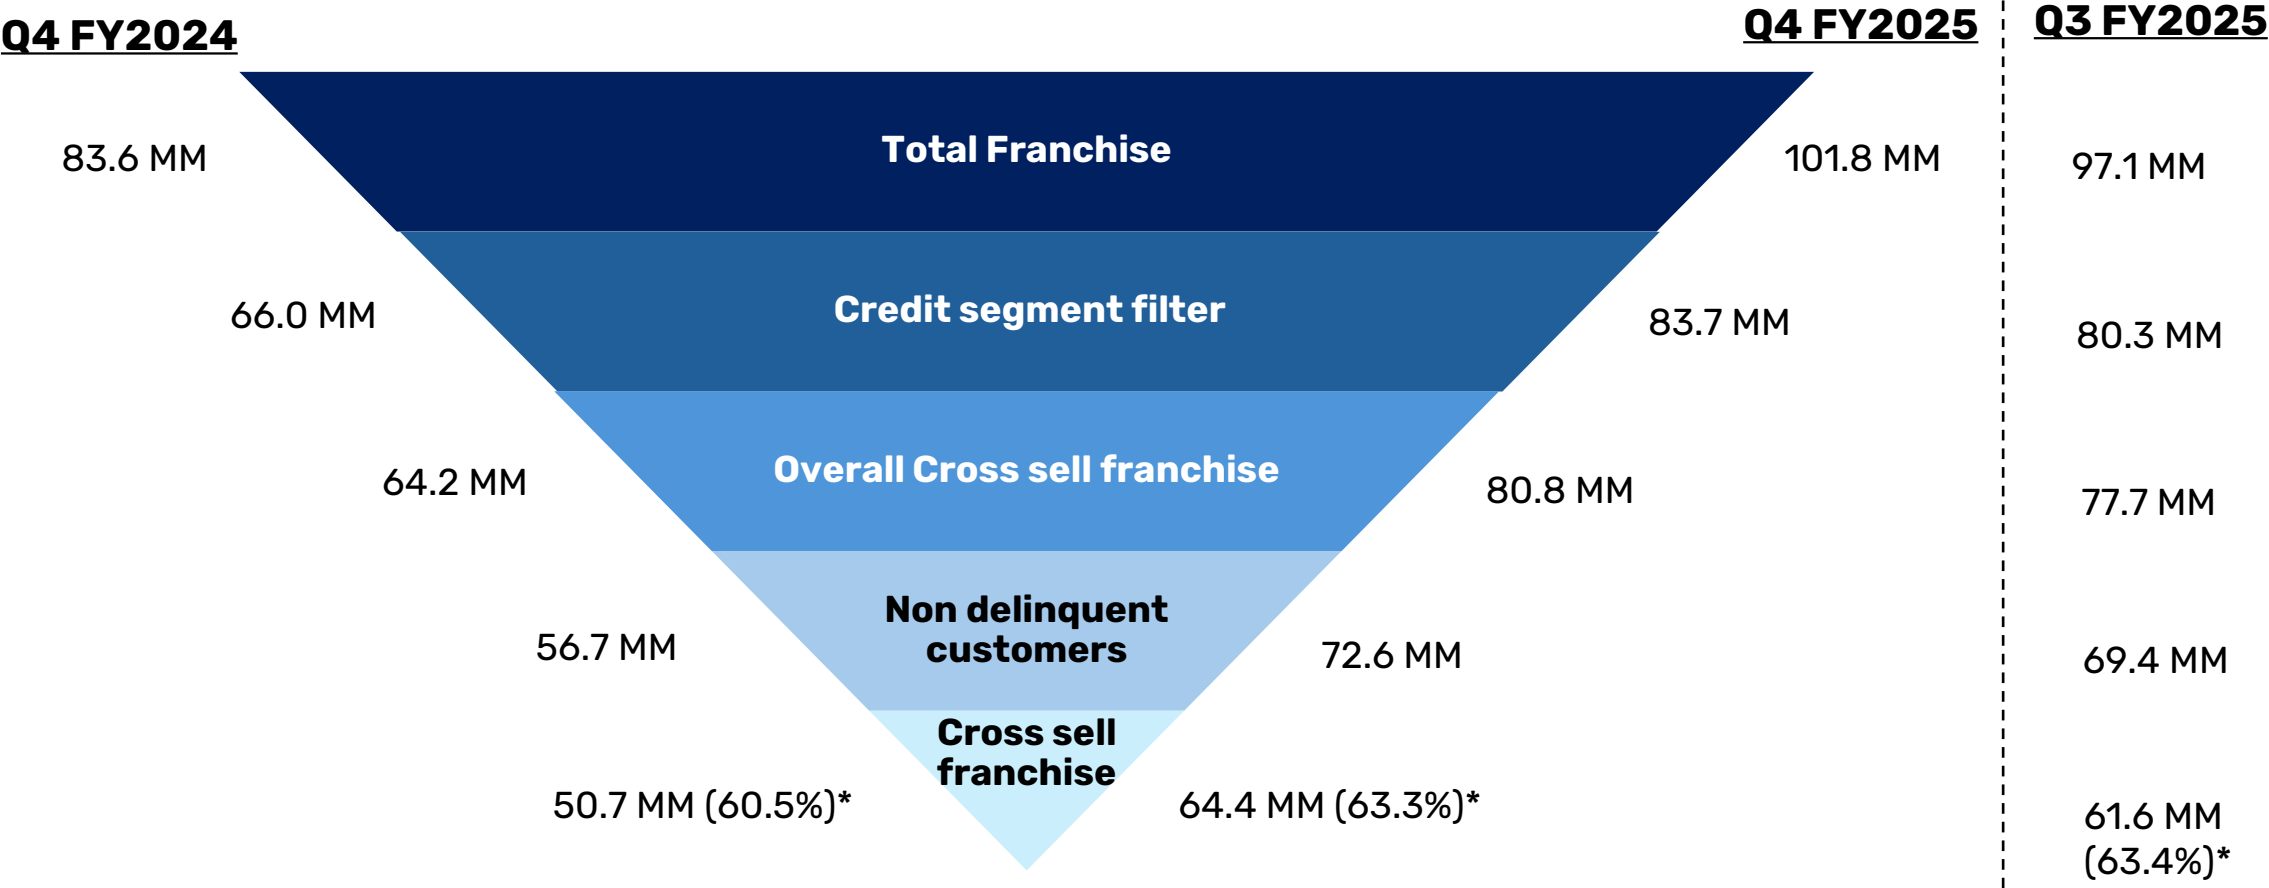 Q4 FY2024
Q4 FY2025
Q3 FY2025
83.6 MM
Total Franchise
101.8 MM
97.1 MM
66.0 MM
Credit segment filter
83.7 MM
80.3 MM
64.2 MM
Overall Cross sell franchise
80.8 MM
77.7 MM
56.7 MM
Non delinquent
customers
72.6 MM
69.4 MM
50.7 MM (60.5%)*
Cross sell
franchise
64.4 MM (63.3%)*
61.6 MM
(63.4%)*